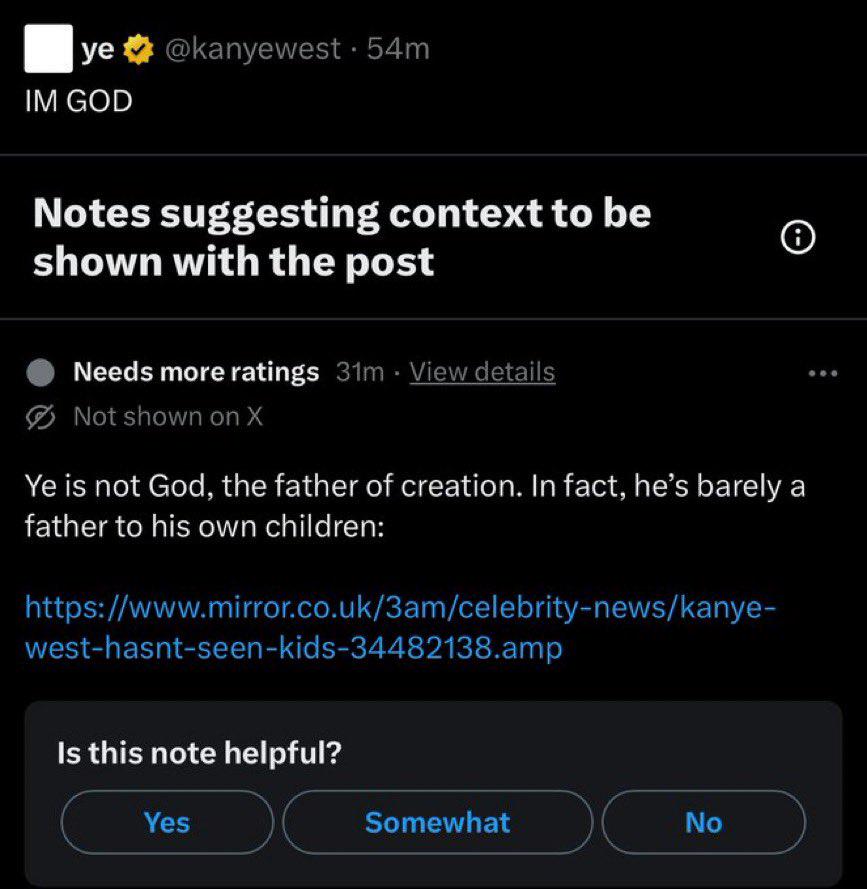 ye @kanyewest · 54m
IM GOD
Notes suggesting context to be
shown with the post
Needs more ratings 31m · View details
Not shown on X
Ye is not God, the father of creation. In fact, he’s barely a
father to his own children:
https://www.mirror.co.uk/3am/celebrity-news/kanye-
west-hasnt-seen-kids-34482138.amp
Is this note helpful?
Yes Somewhat No